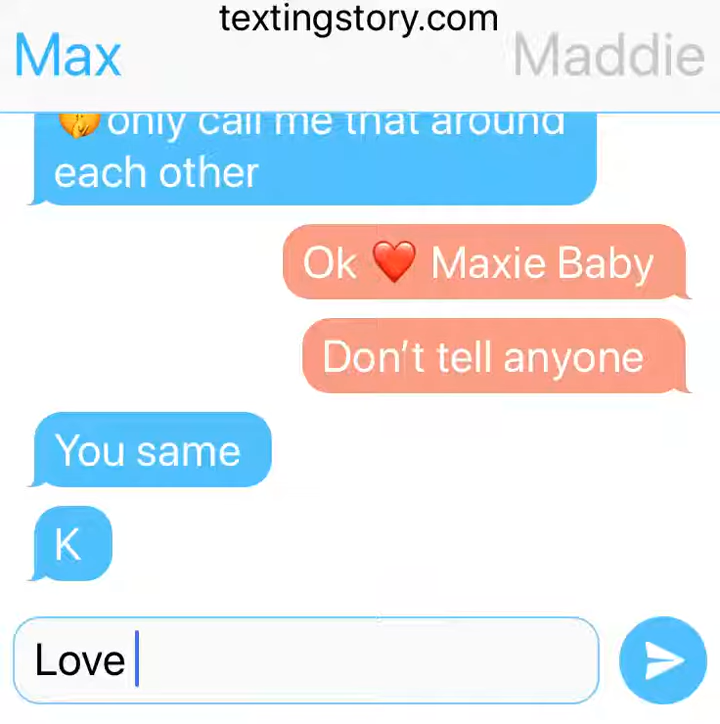 textingstory.com
Max Maddie
🤫only call me that around
each other
Ok ❤️ Maxie Baby
Don't tell anyone
You same
K
Love